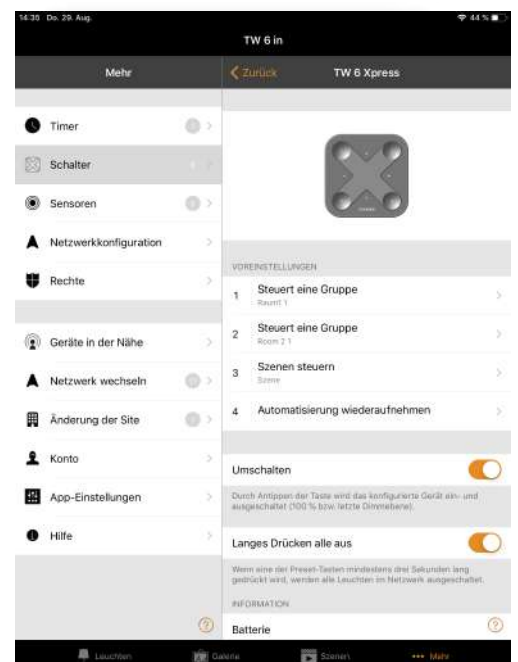 14:35 Do. 29. Aug.
44 %
TW 6 in
Mehr
Zurück
TW 6 Xpress
Timer
Schalter
Sensoren
Netzwerkkonfiguration
Rechte
Geräte in der Nähe
Netzwerk wechseln
Änderung der Site
Konto
App-Einstellungen
Hilfe
VOREINSTELLUNGEN
1 Steuert eine Gruppe
2 Steuert eine Gruppe
Room 2 1
3 Szenen steuern
Szene
4 Automatisierung wiederaufnehmen
Umschalten
Durch Antippen der Taste wird das konfigurierte Gerät ein- und
ausgeschaltet (100 % bzw. letzte Dimmebene).
Langes Drücken alle aus
Wenn eine der Preset-Tasten mindestens drei Sekunden lang
gedrückt wird, werden alle Leuchten im Netzwerk ausgeschaltet.
INFORMATION
Batterie
Leuchten
Galerie
Szenen
Mehr